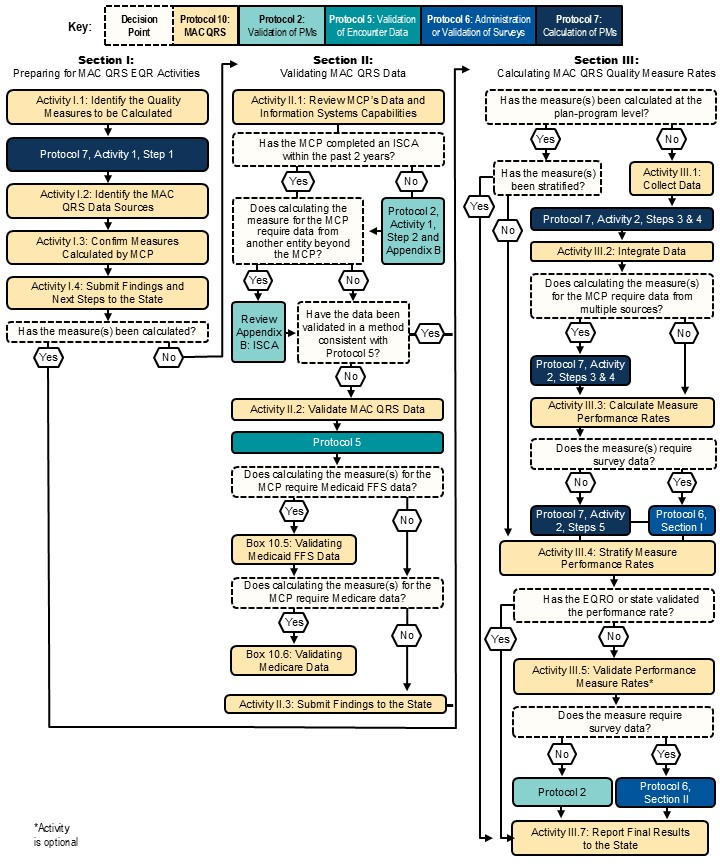 Key:
Decision
Point
Protocol 10:
MAC QRS
Protocol 2:
Validation of PMs
Protocol 5: Validation
of Encounter Data
Protocol 6: Administration
or Validation of Surveys
Protocol 7:
Calculation of PMs
Section I:
Preparing for MAC QRS EQR Activities
Activity I.1: Identify the Quality
Measures to be Calculated
Protocol 7, Activity 1, Step 1
Activity I.2: Identify the MAC
QRS Data Sources
Activity I.3: Confirm Measures
Calculated by MCP
Activity I.4: Submit Findings and
Next Steps to the State
Has the measure(s) been calculated?
Yes
No
Section II:
Validating MAC QRS Data
Activity II.1: Review MCP's Data and
Information Systems Capabilities
Has the MCP completed an ISCA
within the past 2 years?
Yes
No
Does calculating the
measure for the MCP
require data from
another entity beyond
the MCP?
Protocol 2,
Activity 1,
Step 2 and
Appendix B
Yes
No
Review
Appendix
B: ISCA
Have the data been
validated in a method
consistent with
Protocol 5?
Yes
No
Activity II.2: Validate MAC QRS Data
Protocol 5
Does calculating the measure(s) for the
MCP require Medicaid FFS data?
Yes
No
Box 10.5: Validating
Medicaid FFS Data
Does calculating the measure(s) for the
MCP require Medicare data?
Yes
No
Box 10.6: Validating
Medicare Data
Activity II.3: Submit Findings to the State
Section III:
Calculating MAC QRS Quality Measure Rates
Has the measure(s) been calculated at the
plan-program level?
Yes
No
Has the measure(s)
been stratified?
Activity III.1:
Collect Data
Yes
No
Protocol 7, Activity 2, Steps 3 & 4
Activity III.2: Integrate Data
Does calculating the measure(s)
for the MCP require data from
multiple sources?
Yes
No
Protocol 7, Activity
2, Steps 3 & 4
Activity III.3: Calculate Measure
Performance Rates
Does the measure(s) require
survey data?
No
Yes
Protocol 7, Activity
2, Steps 5
Protocol 6,
Section I
Activity III.4: Stratify Measure
Performance Rates
Has the EQRO or state validated
the performance rate?
Yes
No
Activity III.5: Validate Performance
Measure Rates*
Does the measure require
survey data?
No
Yes
Protocol 2
Protocol 6,
Section II
Activity III.7: Report Final Results
to the State
*Activity
is optional